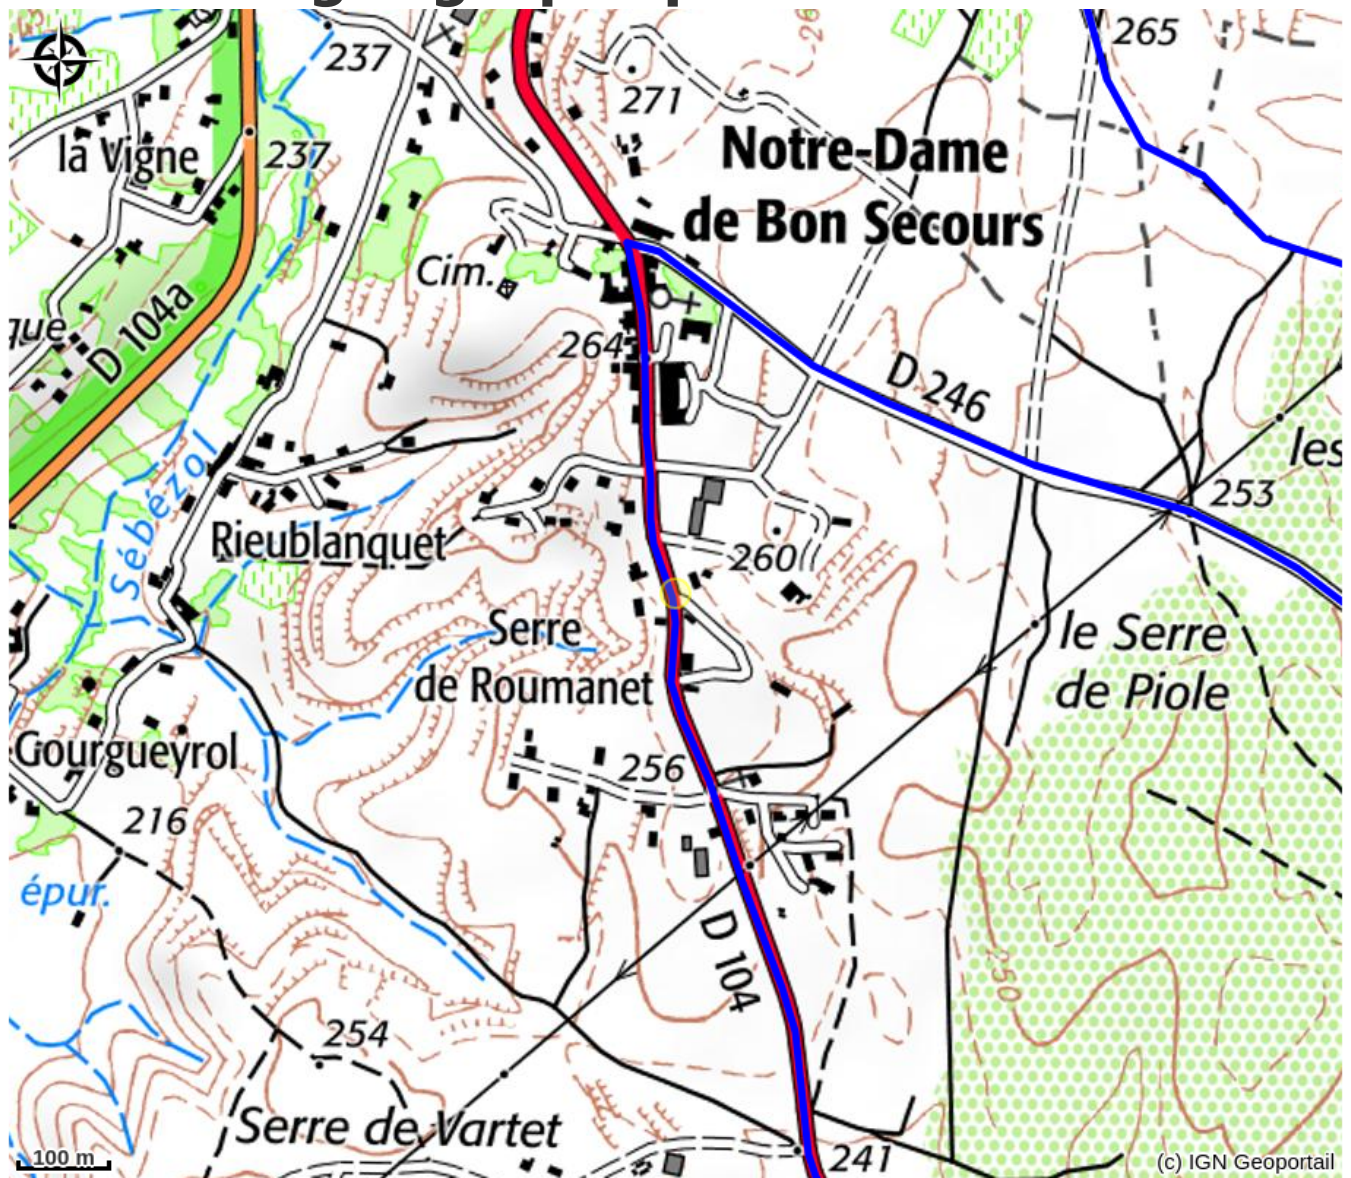 237
265
271
la Vigne
237
Notre-Dame
de Bon Secours
Cim.
que
D 104a
264
D 246
les
253
Sébézol
Rieublanquet
260
Serre
de Roumanet
le Serre
de Piole
Gourgueyrol
256
216
épur.
D 104
250
254
Serre de Vartet
241
100 m
(c) IGN Geoportail